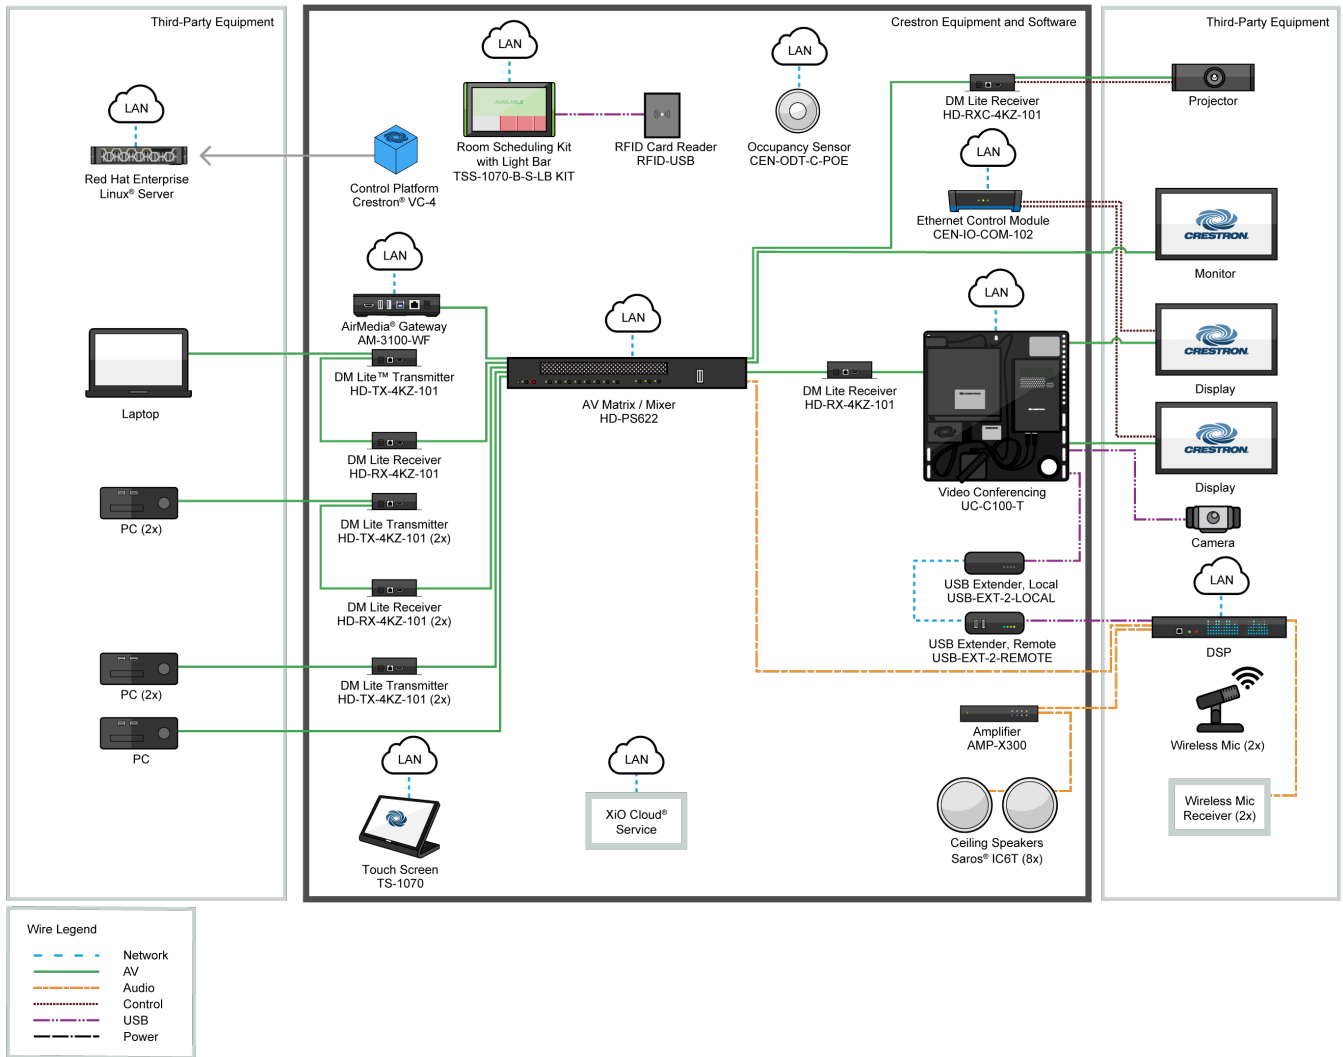 Third-Party Equipment
Crestron Equipment and Software
Third-Party Equipment
LAN
Red Hat Enterprise
Linux® Server
Control Platform
Crestron® VC-4
LAN
AVAILABLE
Room Scheduling Kit
with Light Bar
TSS-1070-B-S-LB KIT
RFID Card Reader
RFID-USB
LAN
Occupancy Sensor
CEN-ODT-C-POE
DM Lite Receiver
HD-RXC-4KZ-101
Projector
LAN
Ethernet Control Module
CEN-IO-COM-102
CRESTRON
Monitor
LAN
AirMedia® Gateway
AM-3100-WF
Laptop
DM Lite™ Transmitter
HD-TX-4KZ-101
DM Lite Receiver
HD-RX-4KZ-101
LAN
AV Matrix / Mixer
HD-PS622
DM Lite Receiver
HD-RX-4KZ-101
LAN
Video Conferencing
UC-C100-T
CRESTRON
Display
CRESTRON
Display
Camera
PC (2x)
DM Lite Transmitter
HD-TX-4KZ-101 (2x)
DM Lite Receiver
HD-RX-4KZ-101 (2x)
USB Extender, Local
USB-EXT-2-LOCAL
USB Extender, Remote
USB-EXT-2-REMOTE
LAN
DSP
PC (2x)
DM Lite Transmitter
HD-TX-4KZ-101 (2x)
PC
Amplifier
AMP-X300
Wireless Mic (2x)
LAN
Touch Screen
TS-1070
LAN
XiO Cloud®
Service
Ceiling Speakers
Saros® IC6T (8x)
Wireless Mic
Receiver (2x)
Wire Legend
Network
AV
Audio
Control
USB
Power